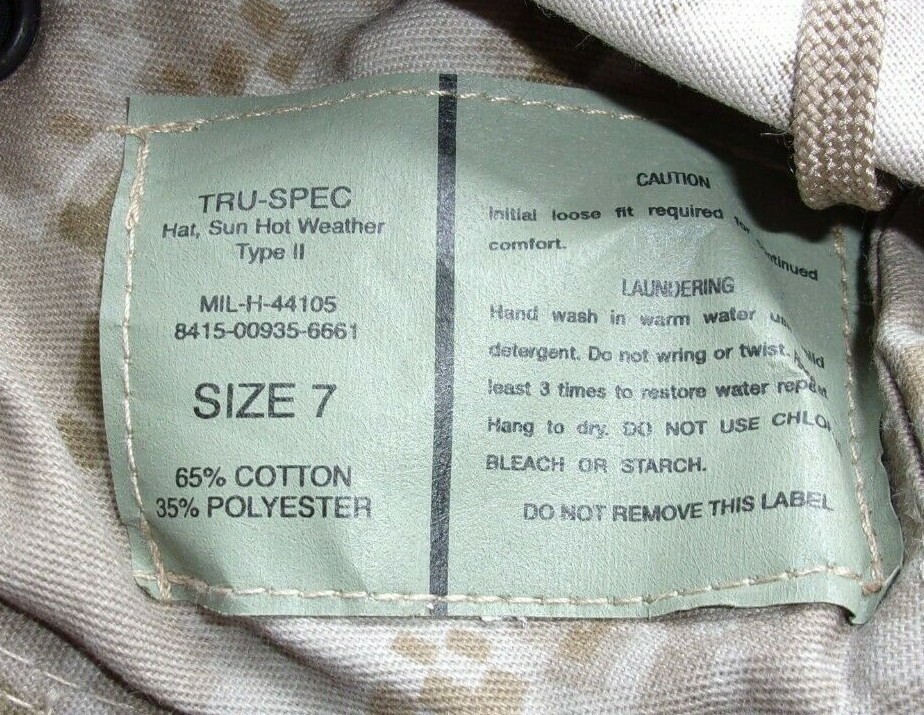 TRU-SPEC
Hat, Sun Hot Weather
Type II
MIL-H-44105
8415-00935-6661
SIZE 7
65% COTTON
35% POLYESTER
CAUTION
Initial loose fit required for continued
comfort.
LAUNDERING
Hand wash in warm water
detergent. Do not wring or twist.
least 3 times to restore water
Hang to dry. DO NOT USE
BLEACH OR STARCH.
DO NOT REMOVE THIS LABEL